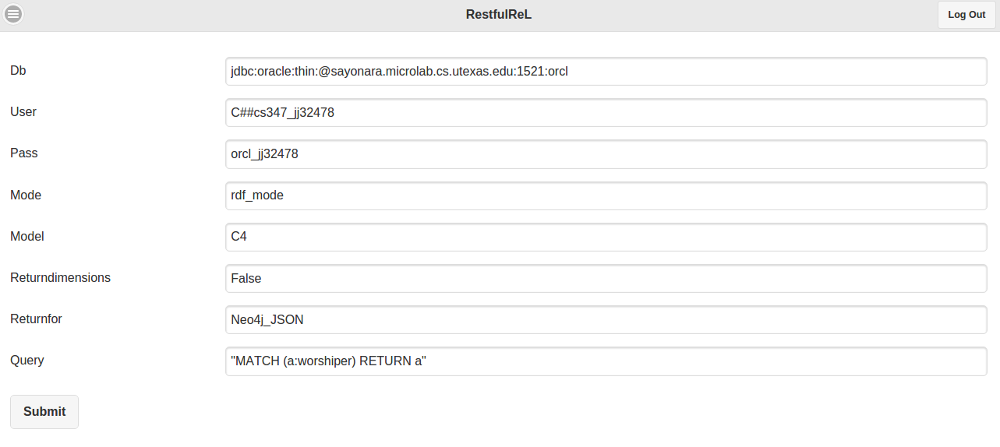 RestfulReL
Log Out
Db
jdbc:oracle:thin:@sayonara.microlab.cs.utexas.edu:1521:orcl
User
C##cs347_jj32478
Pass
orcl_jj32478
Mode
rdf_mode
Model
C4
Returndimensions
False
Returnfor
Neo4j_JSON
Query
"MATCH (a:worshiper) RETURN a"
Submit